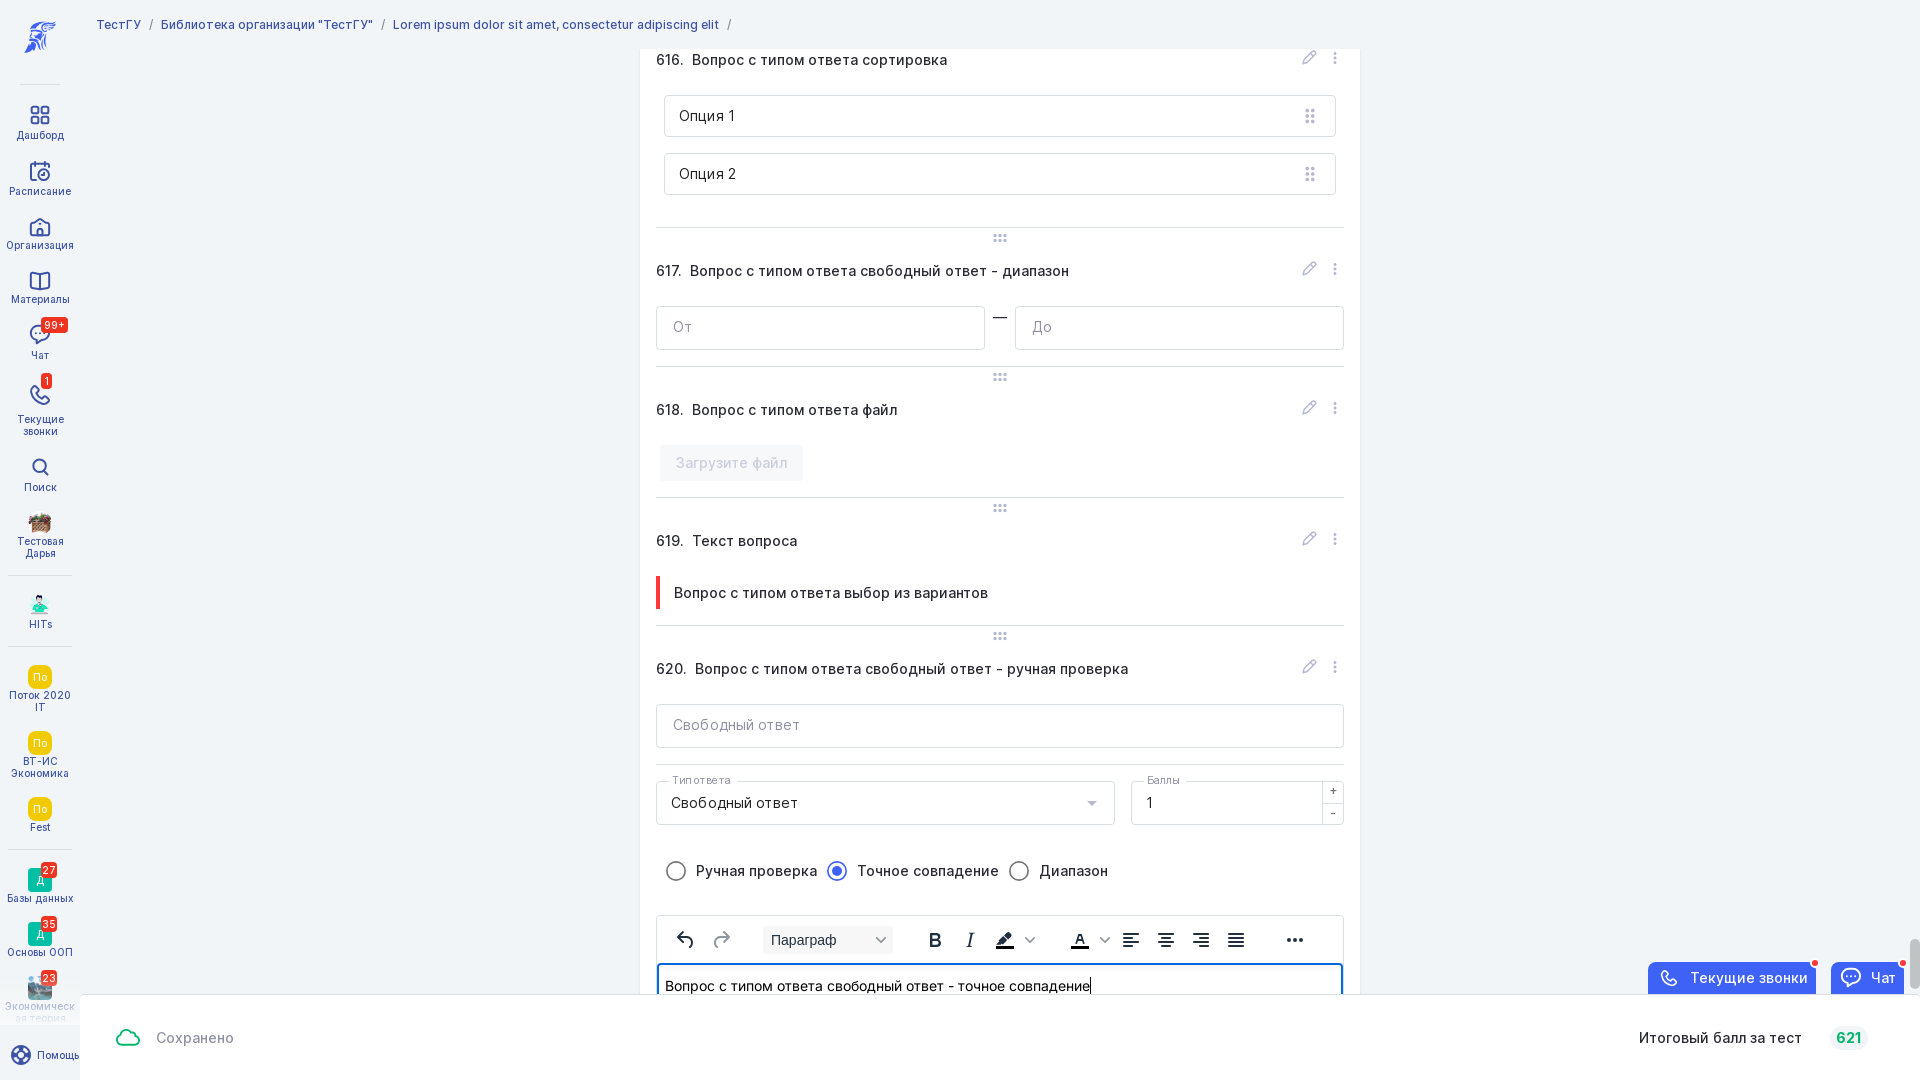 ТестГУ / Библиотека организации "ТестГУ" / Lorem ipsum dolor sit amet, consectetur adipiscing elit /
Дашборд
Расписание
Организация
Материалы
99+
Чат
1
Текущие
звонки
Поиск
Тестовая
Дарья
HITs
По
Поток 2020
IT
По
ВТ-ИС
Экономика
По
Fest
27
Д
Базы данных
35
Д
Основы ООП
23
Экономическ
ая теория
Помощь
616. Вопрос с типом ответа сортировка
Опция 1
Опция 2
617. Вопрос с типом ответа свободный ответ - диапазон
От — До
618. Вопрос с типом ответа файл
Загрузите файл
619. Текст вопроса
Вопрос с типом ответа выбор из вариантов
620. Вопрос с типом ответа свободный ответ - ручная проверка
Свободный ответ
Тип ответа
Свободный ответ
Баллы
1
+
-
Ручная проверка Точное совпадение Диапазон
Параграф
Вопрос с типом ответа свободный ответ - точное совпадение
Текущие звонки
Чат
Сохранено
Итоговый балл за тест 621